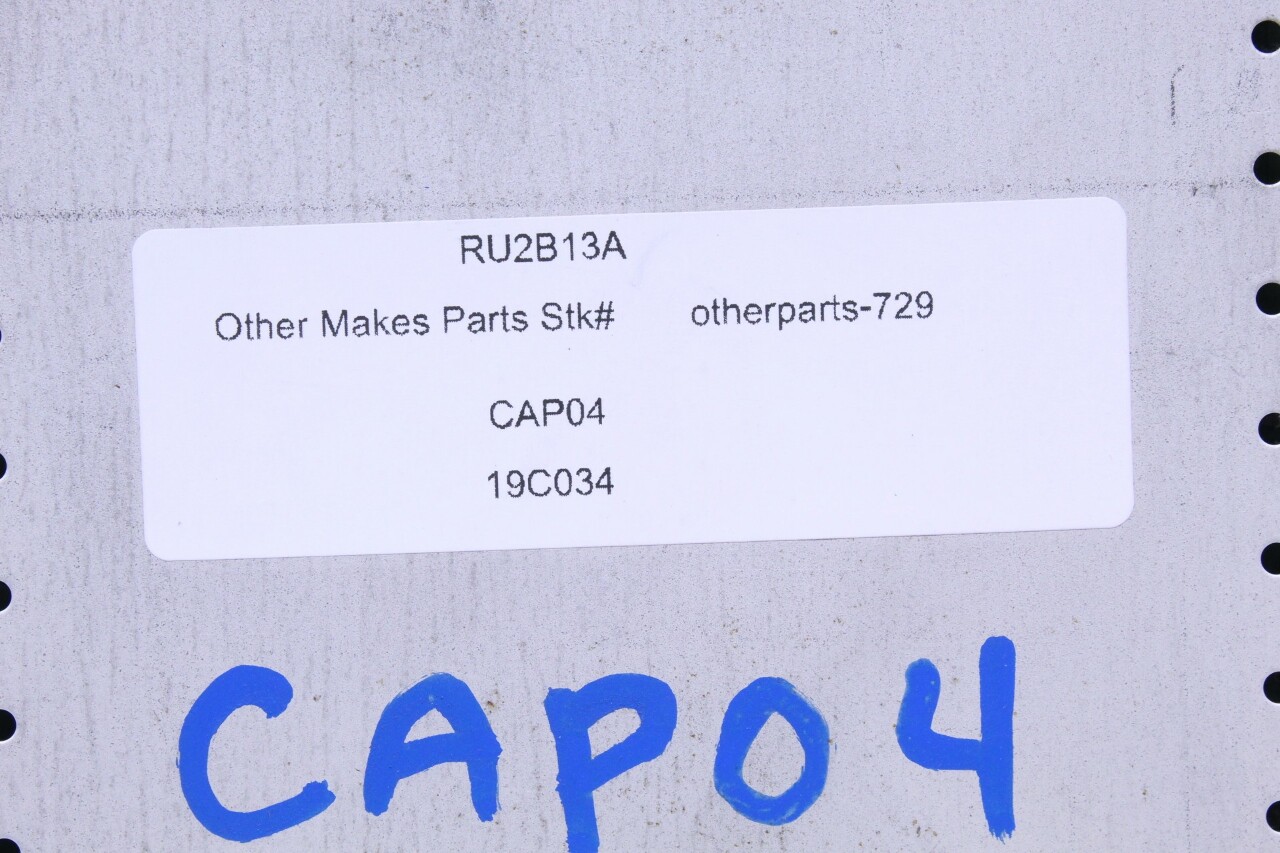 RU2B13A
Other Makes Parts Stk# otherparts-729
CAP04
19C034
CAP04